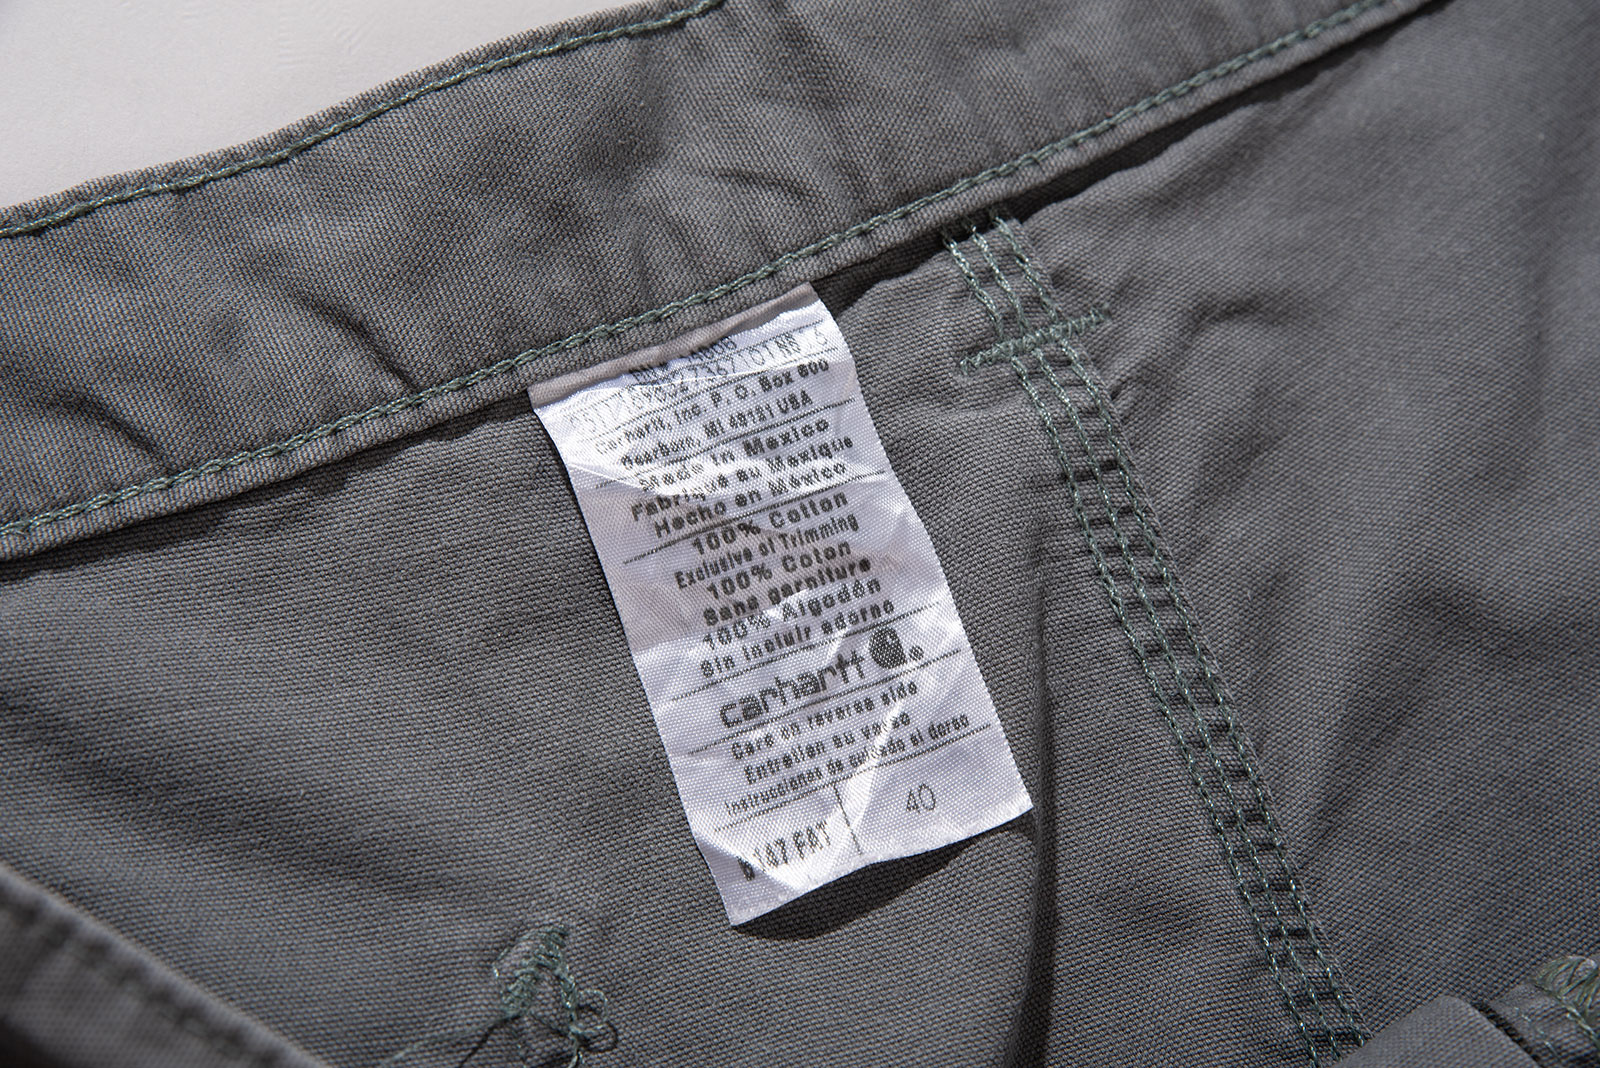 Carhartt, Inc. P.O. Box 600
Dearborn, MI 48121 USA
Made in Mexico
Fabrique au Mexique
Hecho en México
100% Cotton
Exclusive of Trimming
100% Coton
Sans garniture
100% Algodón
Sin incluir adorno
carhartt
Care on reverse side
Entretien au verso
Instrucciones de cuidado al dorso
FAT 40